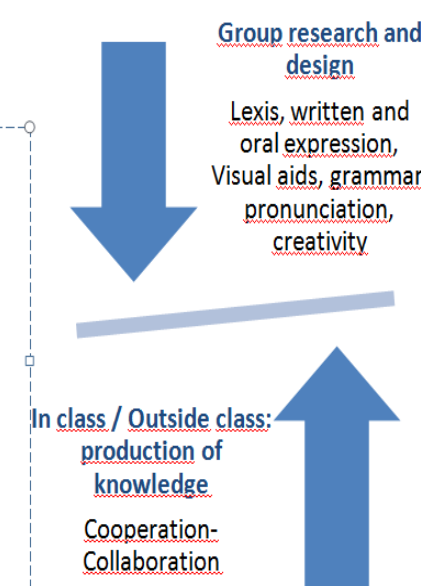 Group research and
design
Lexis, written and
oral expression,
Visual aids, grammar
pronunciation,
creativity
In class / Outside class:
production of
knowledge
Cooperation-
Collaboration